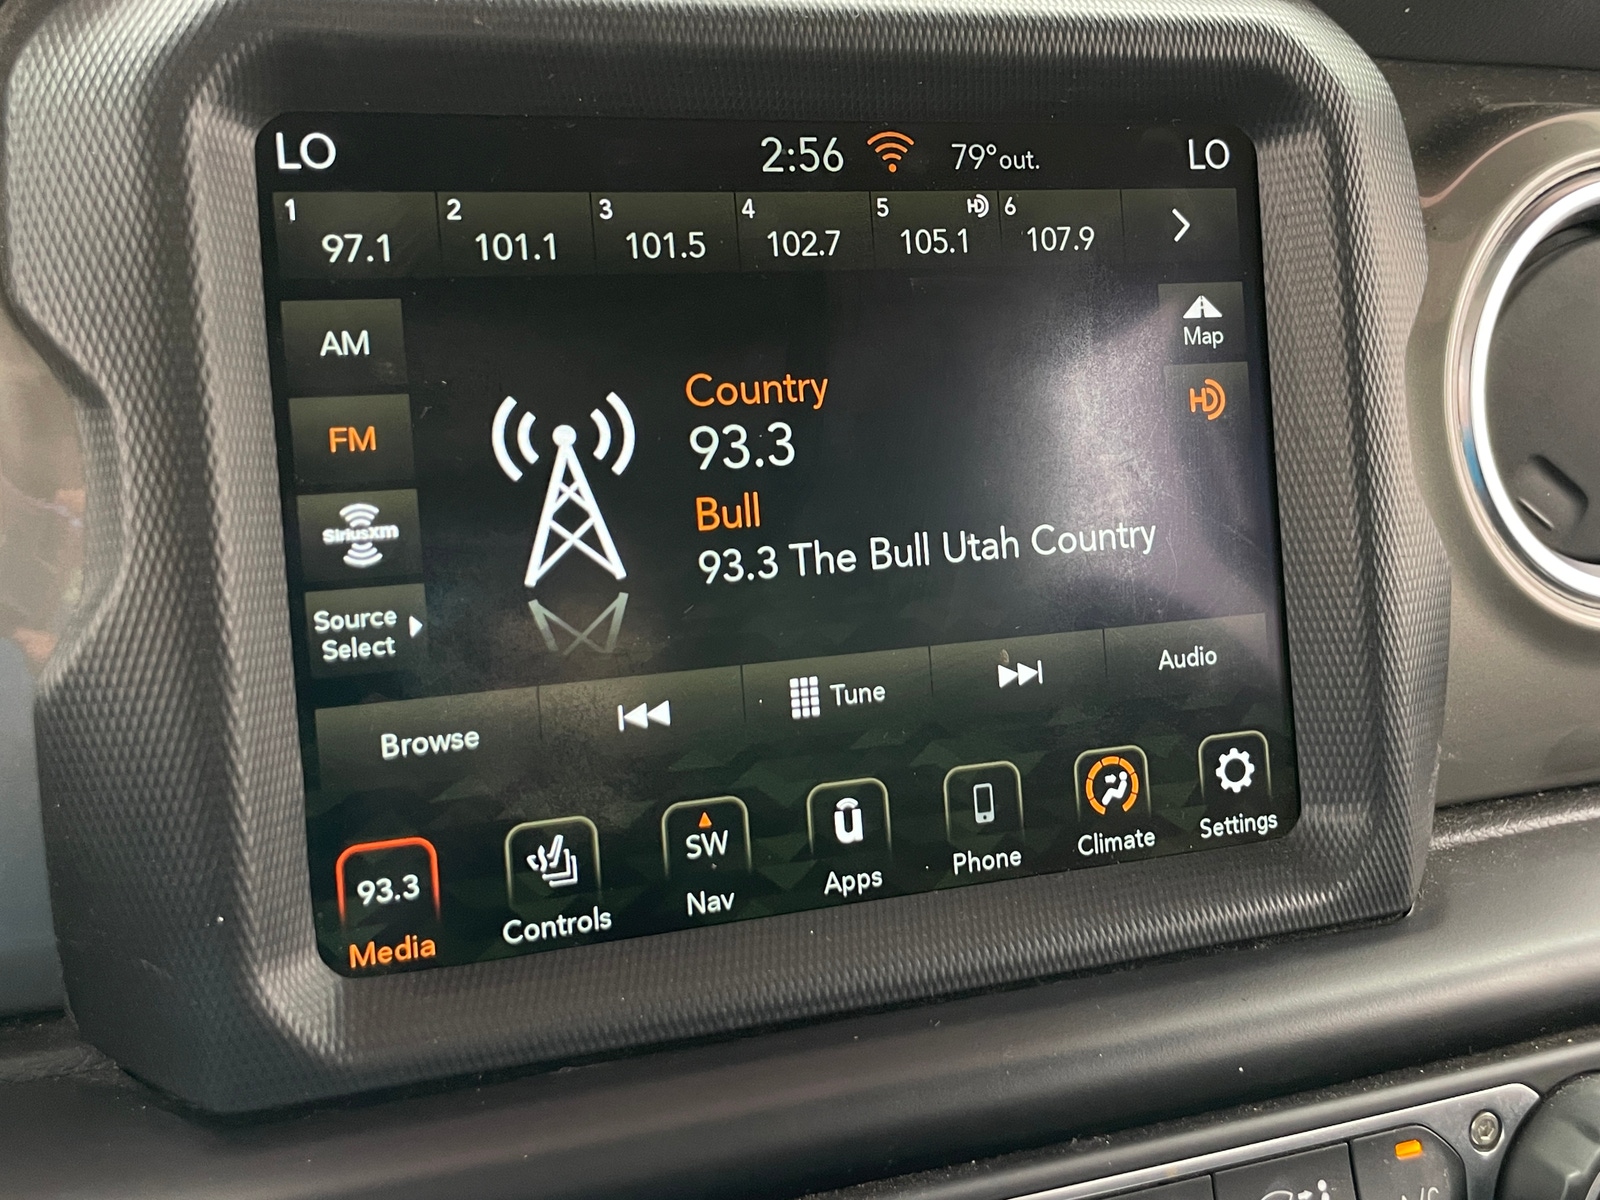 LO 2:56 79° out. LO
1 2 3 4 5 HD 6
97.1 101.1 101.5 102.7 105.1 107.9
AM
Map
Country
HD
FM
93.3
Bull
SiriusXM
93.3 The Bull Utah Country
Source
Select
Browse Tune Audio
93.3 SW u
Media Controls Nav Apps Phone Climate Settings